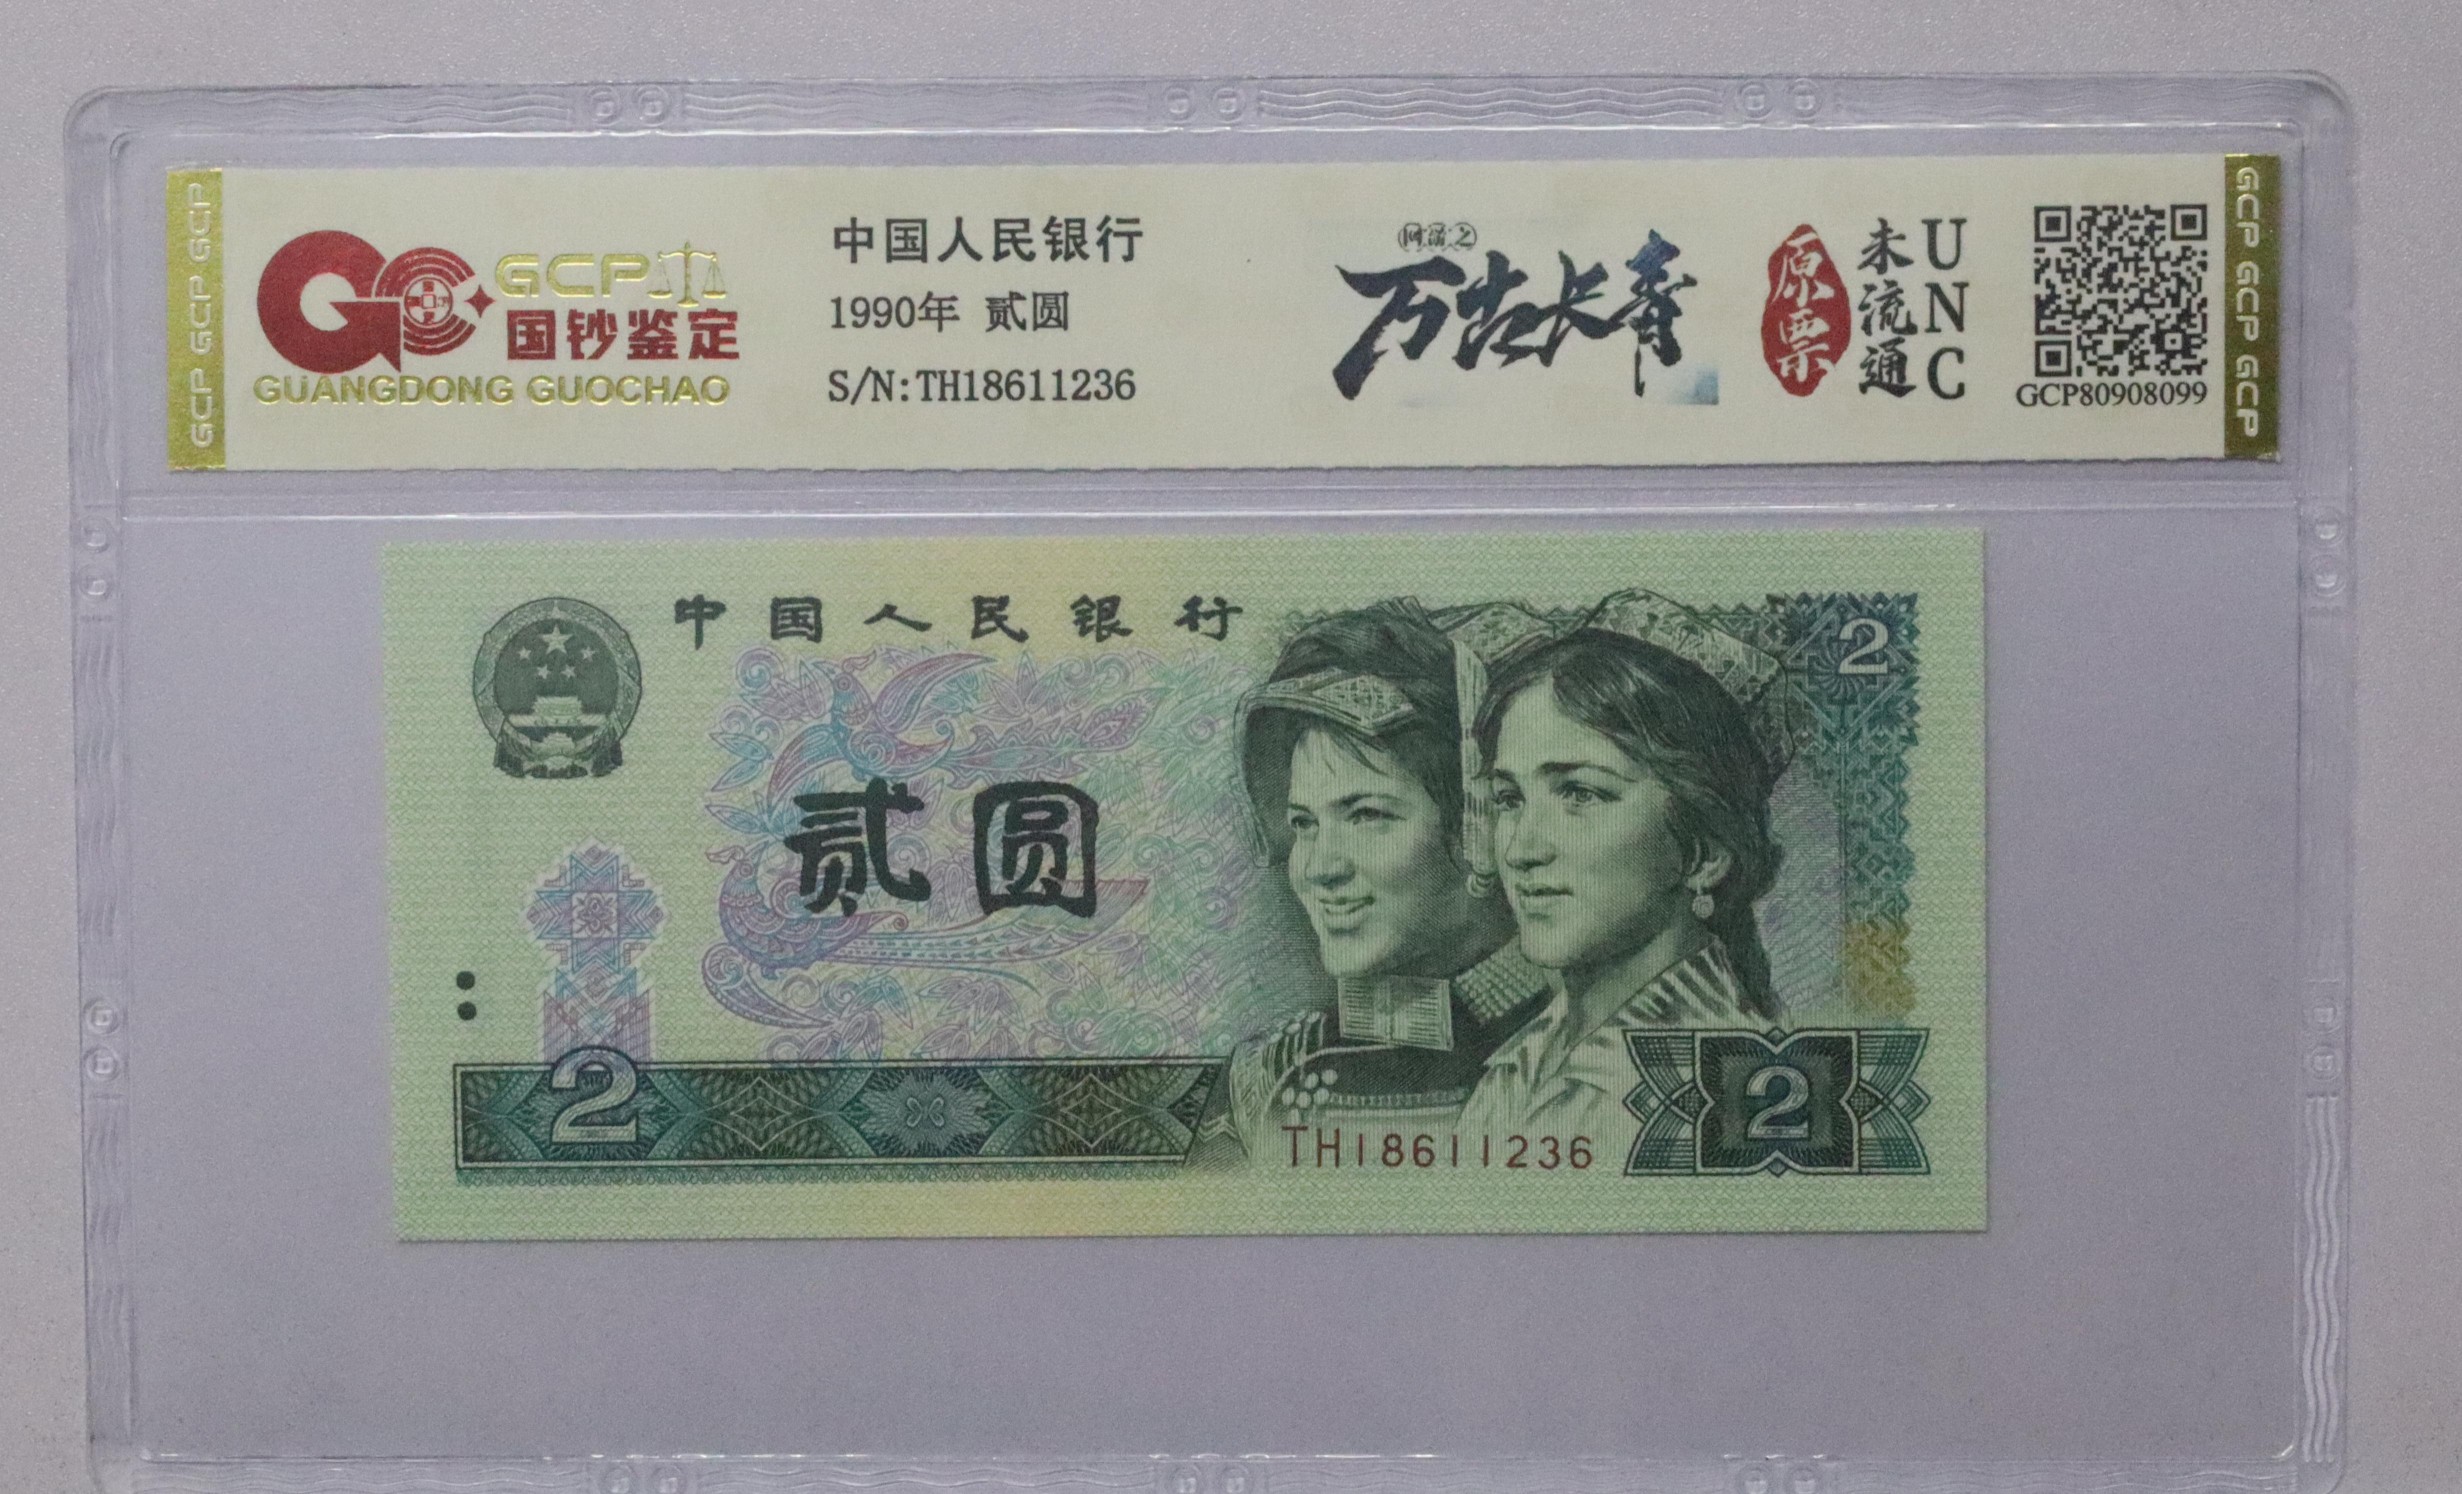 GCP GCP GCP
GCP
国钞鉴定
GUANGDONG GUOCHAO
中国人民银行
1990年 贰圆
S/N:TH18611236
万古长青
原票
未流通
UNC
GCP80908099
GCP GCP GCP
中国人民银行
2
贰圆
2
TH18611236
2